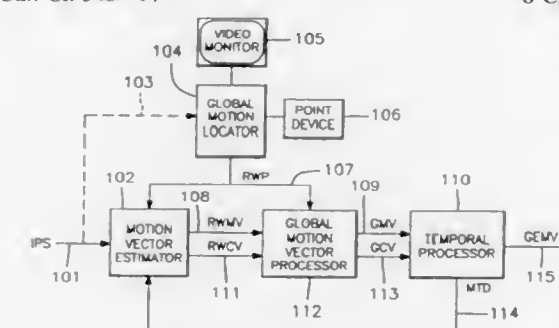 VIDEO
MONITOR
105
104
103
GLOBAL
MOTION
LOCATOR
POINT
DEVICE
106
RWP
107
102
108
109
110
IPS
101
MOTION
VECTOR
ESTIMATOR
RWMV
RWCV
111
GLOBAL
MOTION
VECTOR
PROCESSOR
112
GMV
GCV
113
TEMPORAL
PROCESSOR
GEMV
115
MTD
114